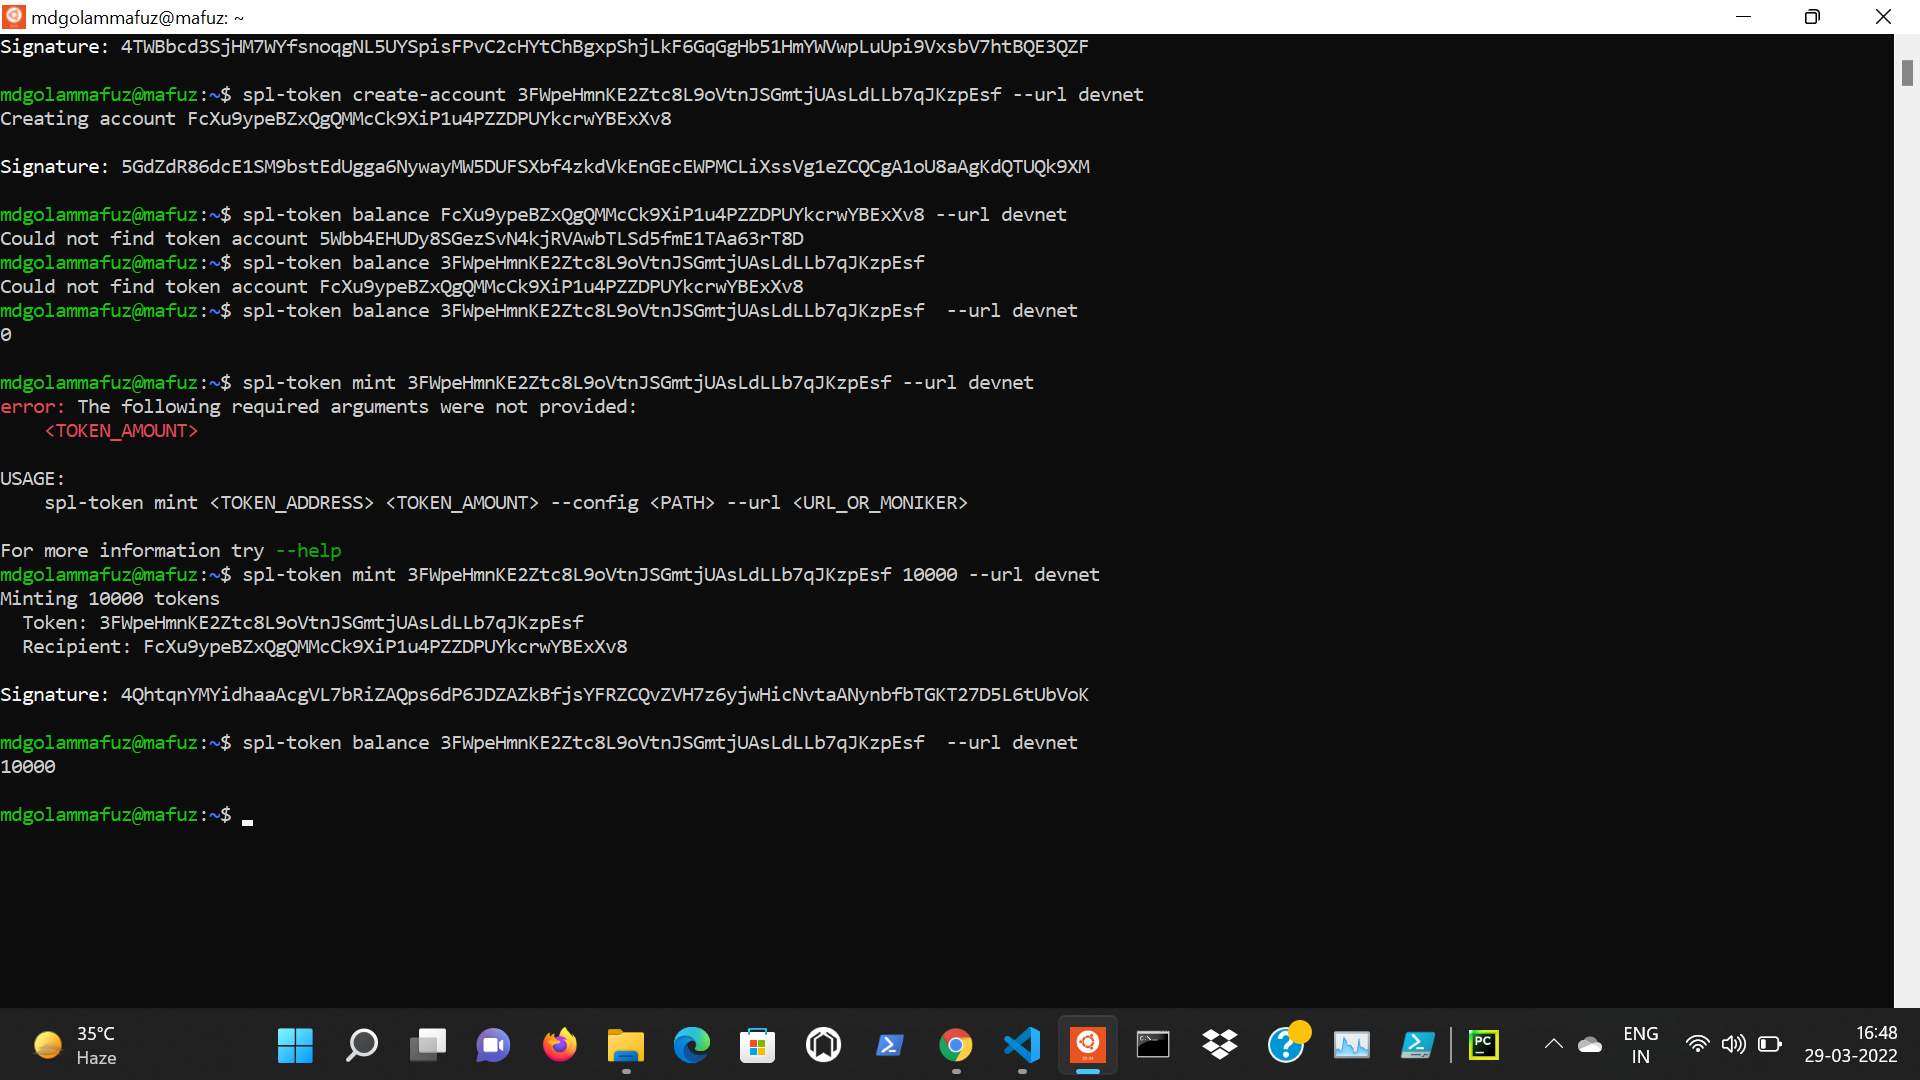 mdgolammafuz@mafuz: ~
Signature: 4TWBbcd3SjHM7WYfsnoqgNL5UYSpisFPvC2cHYtChBgxpShjLkF6GqGgHb51HmYWVwpLuUpi9VxsbV7htBQE3QZF
mdgolammafuz@mafuz:~$ spl-token create-account 3FWpeHmnKE2Ztc8L9oVtnJSGmtjUAsLdLLb7qJKzpEsf --url devnet
Creating account FcXu9ypeBZxQgQMMcCk9XiP1u4PZZDPUYkcrwYBExXv8
Signature: 5GdZdR86dcE1SM9bstEdUgga6NywayMW5DUFSXbf4zkdVkEnGEcEWPMCLiXssVg1eZCQCgA1oU8aAgKdQTUQk9XM
mdgolammafuz@mafuz:~$ spl-token balance FcXu9ypeBZxQgQMMcCk9XiP1u4PZZDPUYkcrwYBExXv8 --url devnet
Could not find token account 5Wbb4EHUDy8SGezSvN4kjRVAwbTLSd5fmE1TAa63rT8D
mdgolammafuz@mafuz:~$ spl-token balance 3FWpeHmnKE2Ztc8L9oVtnJSGmtjUAsLdLLb7qJKzpEsf
Could not find token account FcXu9ypeBZxQgQMMcCk9XiP1u4PZZDPUYkcrwYBExXv8
mdgolammafuz@mafuz:~$ spl-token balance 3FWpeHmnKE2Ztc8L9oVtnJSGmtjUAsLdLLb7qJKzpEsf  --url devnet
0
mdgolammafuz@mafuz:~$ spl-token mint 3FWpeHmnKE2Ztc8L9oVtnJSGmtjUAsLdLLb7qJKzpEsf --url devnet
error: The following required arguments were not provided:
    <TOKEN_AMOUNT>
USAGE:
    spl-token mint <TOKEN_ADDRESS> <TOKEN_AMOUNT> --config <PATH> --url <URL_OR_MONIKER>
For more information try --help
mdgolammafuz@mafuz:~$ spl-token mint 3FWpeHmnKE2Ztc8L9oVtnJSGmtjUAsLdLLb7qJKzpEsf 10000 --url devnet
Minting 10000 tokens
  Token: 3FWpeHmnKE2Ztc8L9oVtnJSGmtjUAsLdLLb7qJKzpEsf
  Recipient: FcXu9ypeBZxQgQMMcCk9XiP1u4PZZDPUYkcrwYBExXv8
Signature: 4QhtqnYMYidhaaAcgVL7bRiZAQps6dP6JDZAZkBfjsYFRZCQvZVH7z6yjwHicNvtaANynbfbTGKT27D5L6tUbVoK
mdgolammafuz@mafuz:~$ spl-token balance 3FWpeHmnKE2Ztc8L9oVtnJSGmtjUAsLdLLb7qJKzpEsf  --url devnet
10000
mdgolammafuz@mafuz:~$
35°C
Haze
PC
ENG
IN
16:48
29-03-2022